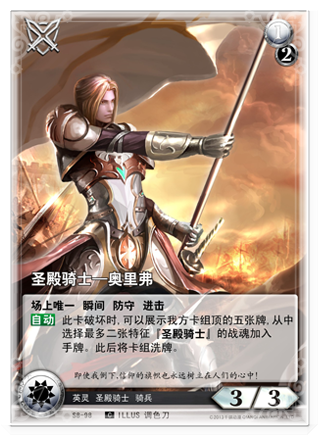 1
2
圣殿骑士—奥里弗
场上唯一 瞬间 防守 进击
自动 此卡破坏时，可以展示我方卡组顶的五张牌，从中
选择最多二张特征『圣殿骑士』的战魂加入
手牌。此后将卡组洗牌。
即使我倒下，信仰的旗帜也永远树立在人们的心中！
英灵 圣殿骑士 骑兵
3 / 3
C ILLUS 调色刀